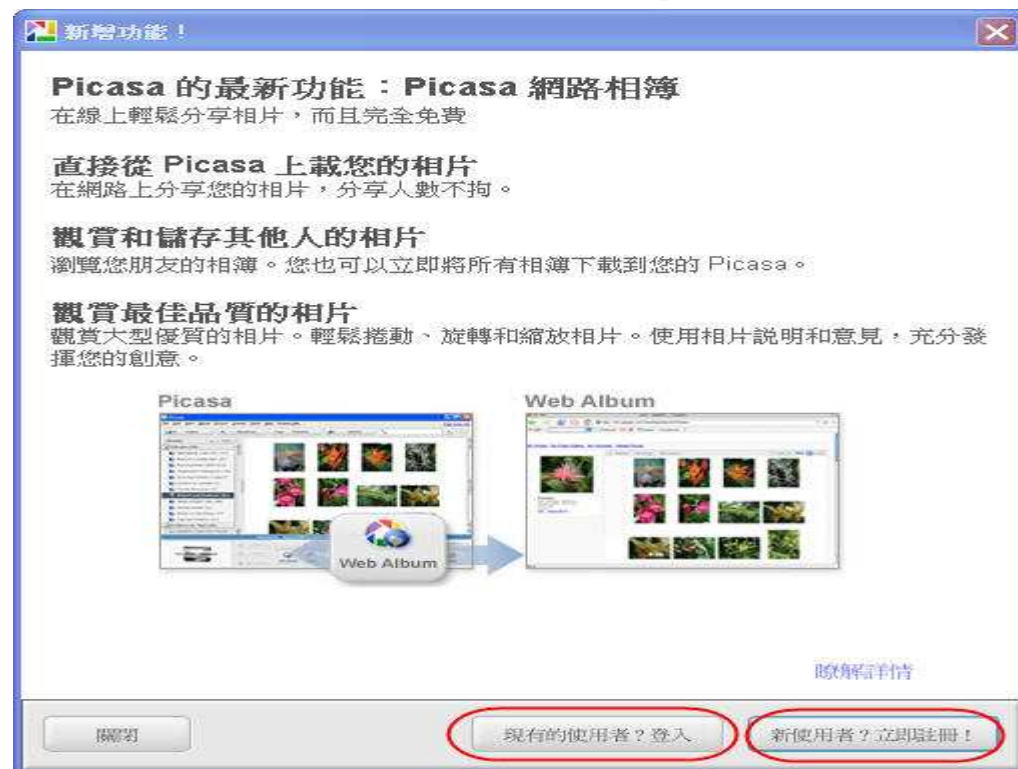 新增功能！
Picasa 的最新功能：Picasa 網路相簿
在線上輕鬆分享相片，而且完全免費
直接從 Picasa 上載您的相片
在網路上分享您的相片，分享人數不拘。
觀賞和儲存其他人的相片
瀏覽您朋友的相簿。您也可以立即將所有相簿下載到您的 Picasa。
觀賞最佳品質的相片
觀賞大型優質的相片。輕鬆捲動、旋轉和縮放相片。使用相片說明和意見，充分發
揮您的創意。
Picasa
Web Album
Web Album
瞭解詳情
關閉
現有的使用者？登入
新使用者？立即註冊！